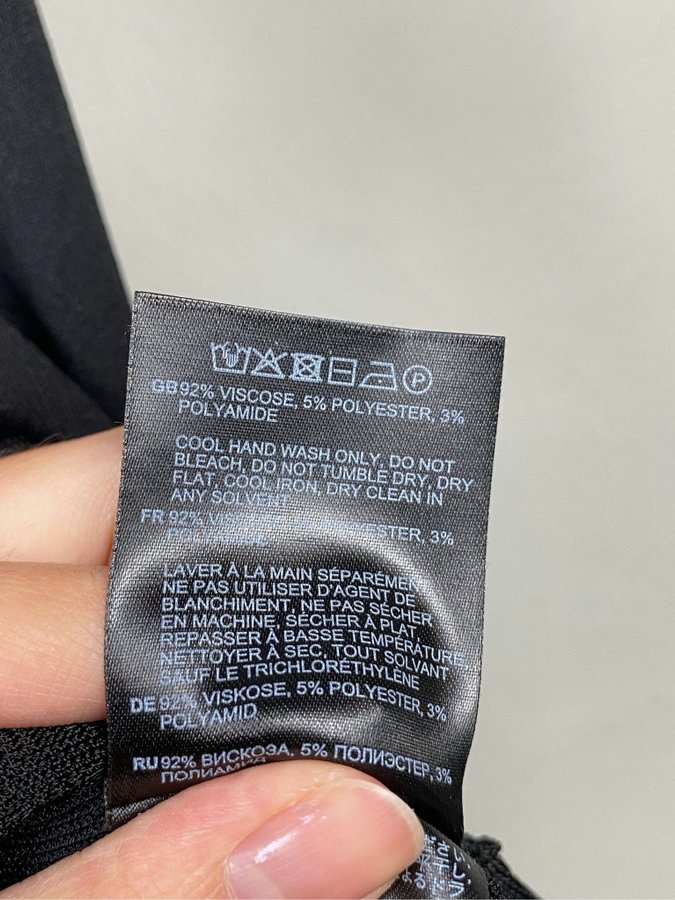 GB 92% VISCOSE, 5% POLYESTER, 3%
POLYAMIDE
COOL HAND WASH ONLY, DO NOT
BLEACH, DO NOT TUMBLE DRY, DRY
FLAT, COOL IRON, DRY CLEAN IN
ANY SOLVENT
FR 92% POLYESTER, 3%
LAVER À LA MAIN SÉPARÉMENT
NE PAS UTILISER D'AGENT DE
BLANCHIMENT, NE PAS SÉCHER
EN MACHINE, SÉCHER À PLAT
REPASSER À BASSE TEMPÉRATURE,
NETTOYER À SEC, TOUT SOLVANT
SAUF LE TRICHLORÉTHYLÈNE
DE 92% VISKOSE, 5% POLYESTER, 3%
POLYAMID
RU 92% ВИСКОЗА, 5% ПОЛИЭСТЕР, 3%
ПОЛИАМИД